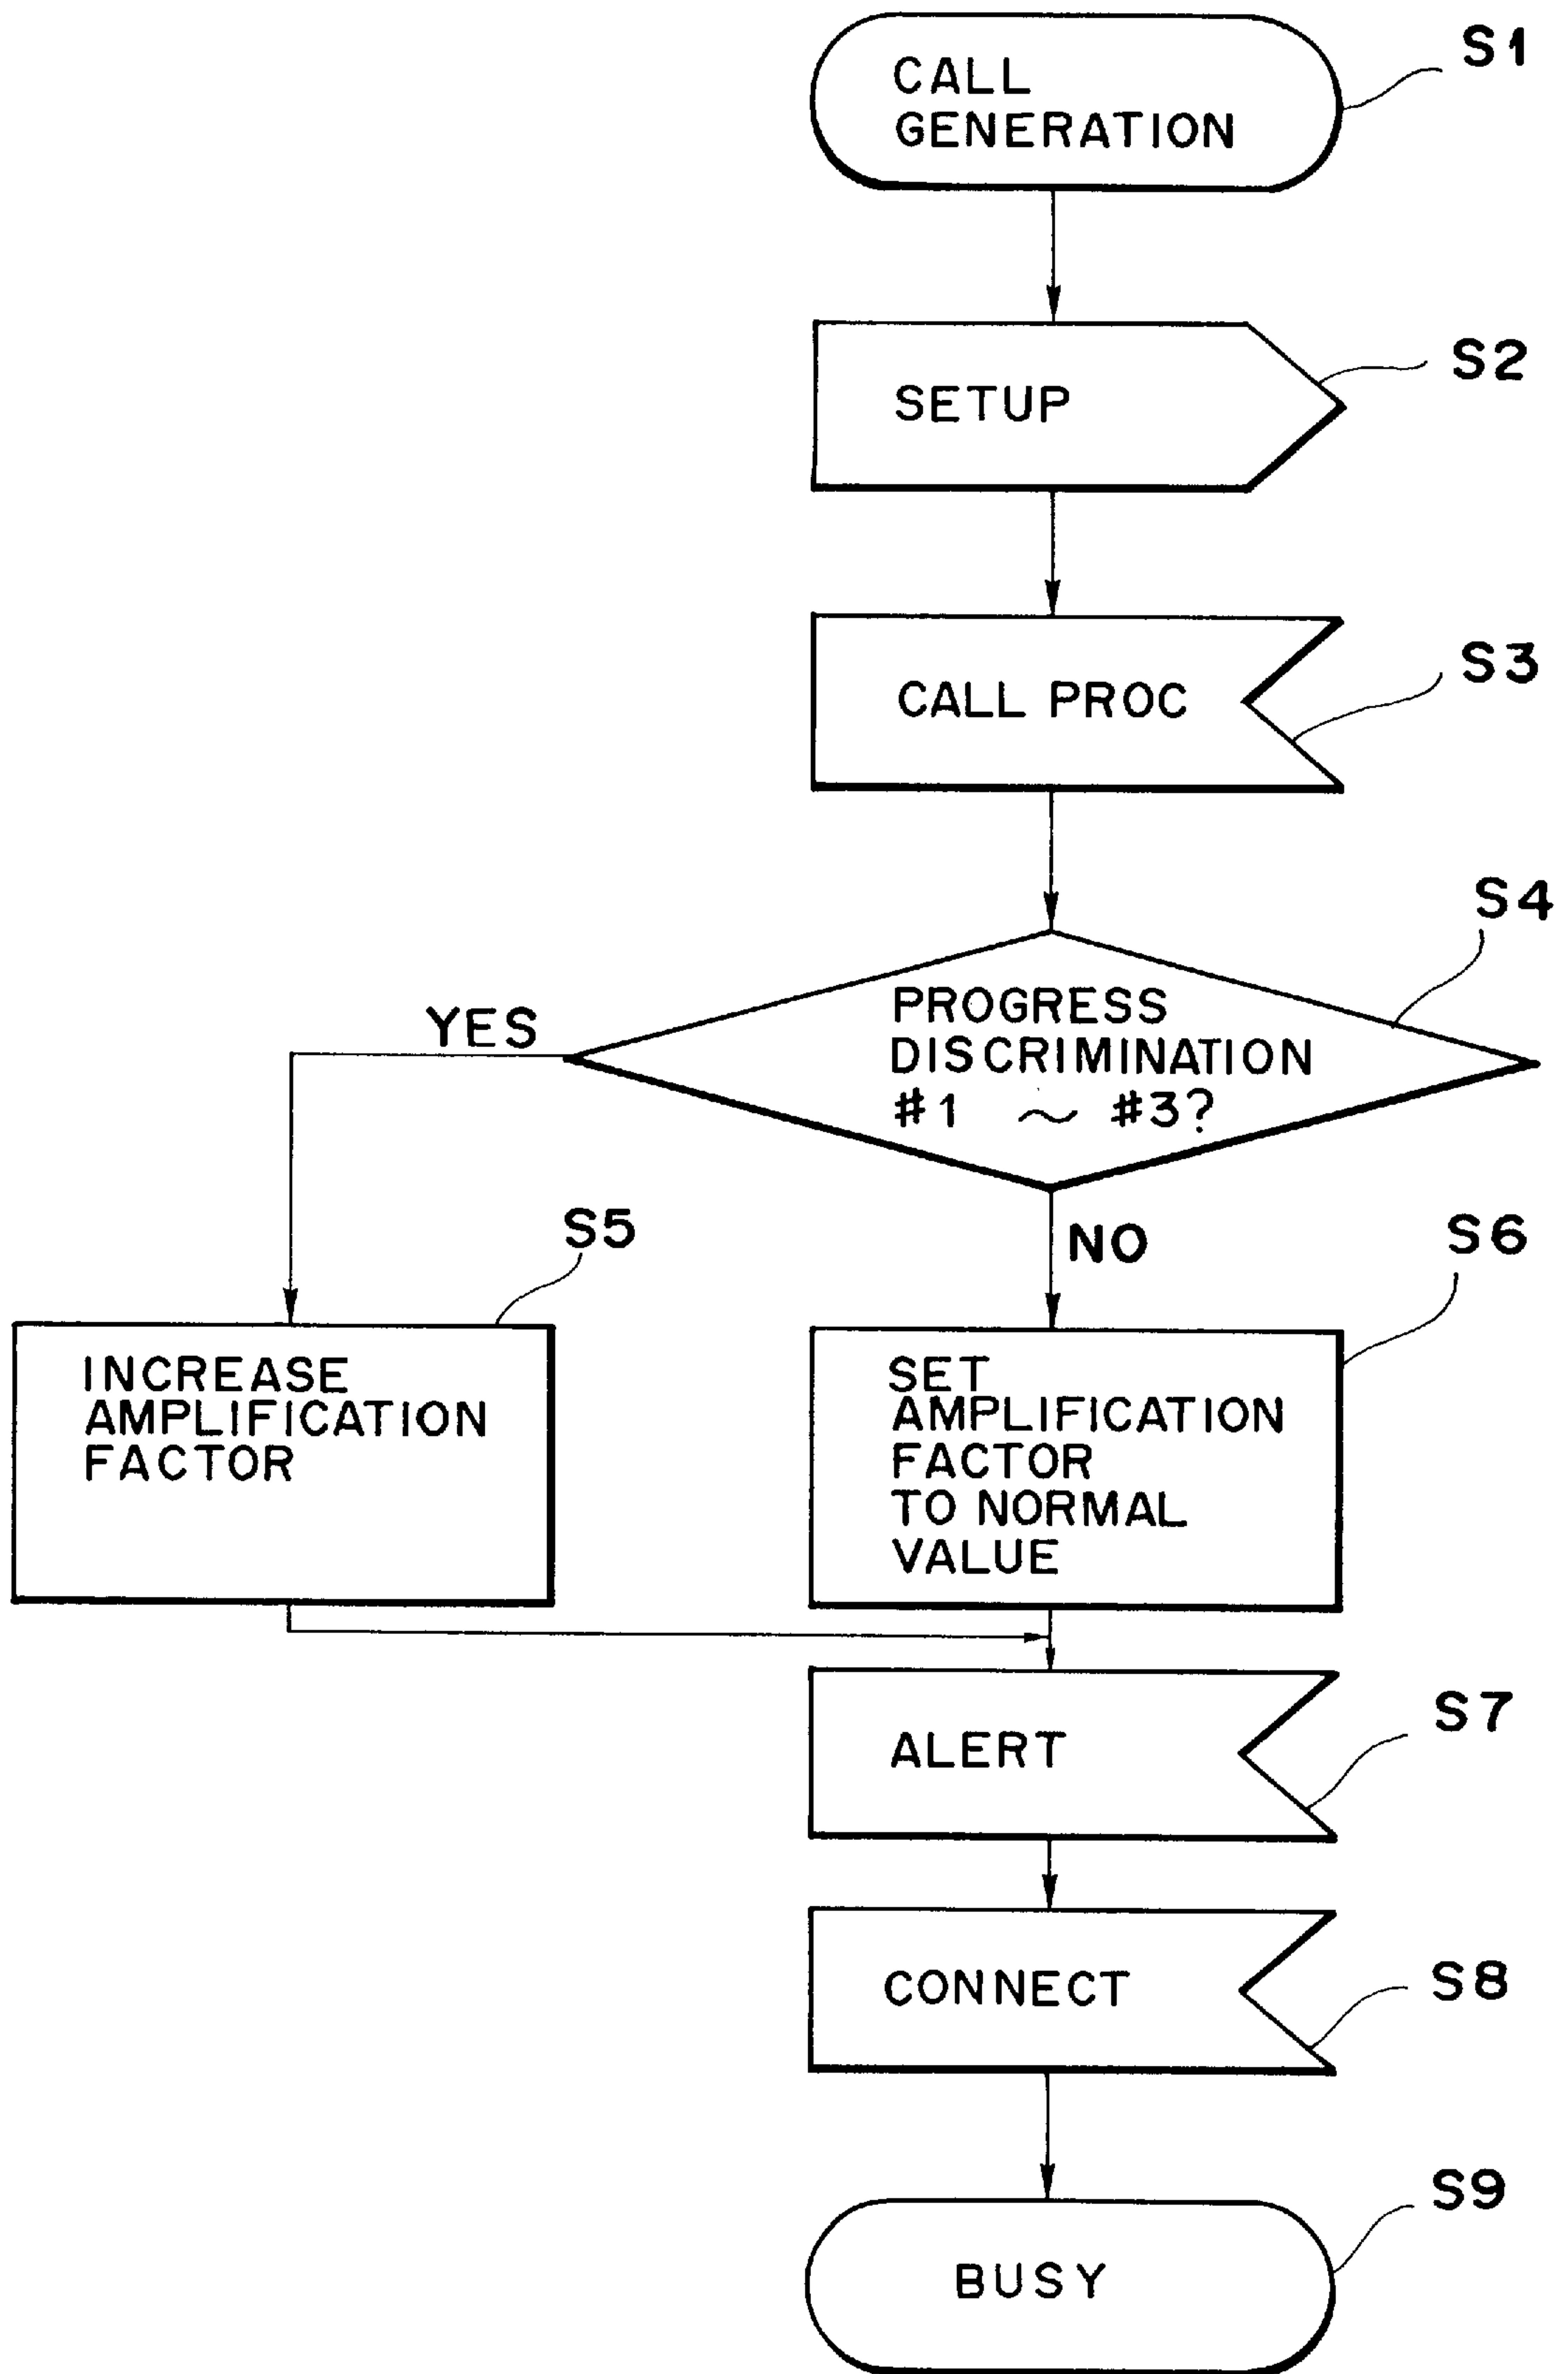 CALL
GENERATION
S1
SETUP
S2
CALL PROC
S3
S4
PROGRESS
DISCRIMINATION
#1 ~ #3?
YES
NO
S5
INCREASE
AMPLIFICATION
FACTOR
S6
SET
AMPLIFICATION
FACTOR
TO NORMAL
VALUE
ALERT
S7
CONNECT
S8
S9
BUSY